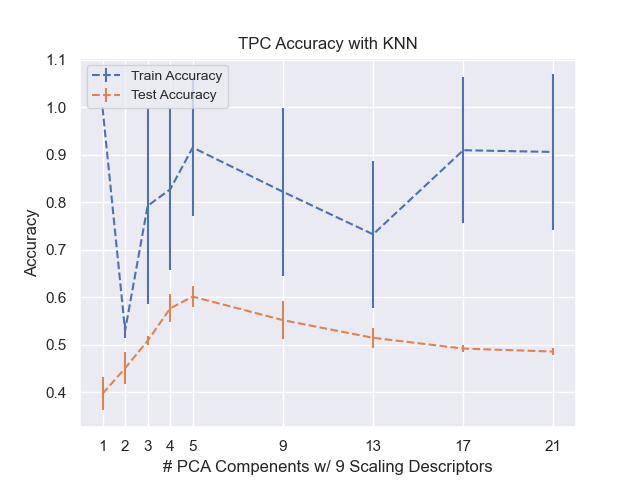 TPC Accuracy with KNN
Train Accuracy
Test Accuracy
1.1
1.0
0.9
0.8
0.7
0.6
0.5
0.4
Accuracy
1 2 3 4 5 9 13 17 21
# PCA Compenents w/ 9 Scaling Descriptors